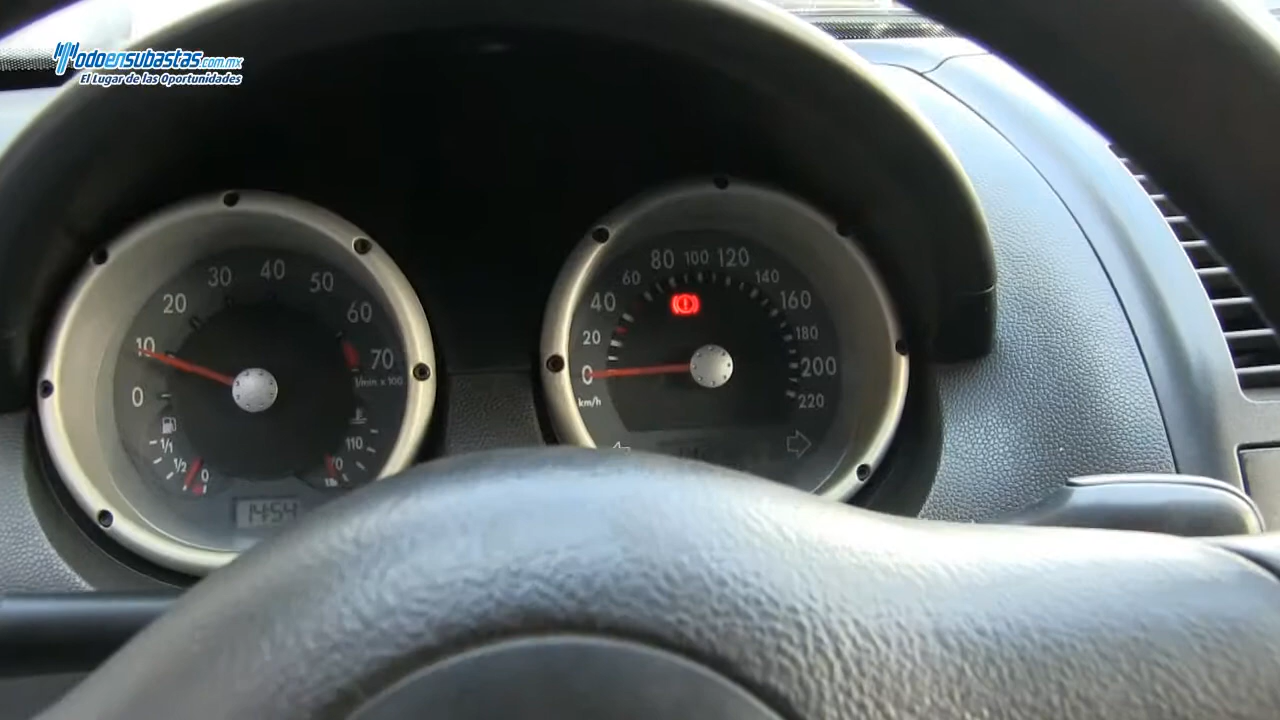 Todoensubastas.com.mx
El Lugar de las Oportunidades
0 10 20 30 40 50 60 70
1/min x 100
1/1
1/2
0
110
14:54
0 20 40 60 80 100 120 140 160 180 200 220
km/h